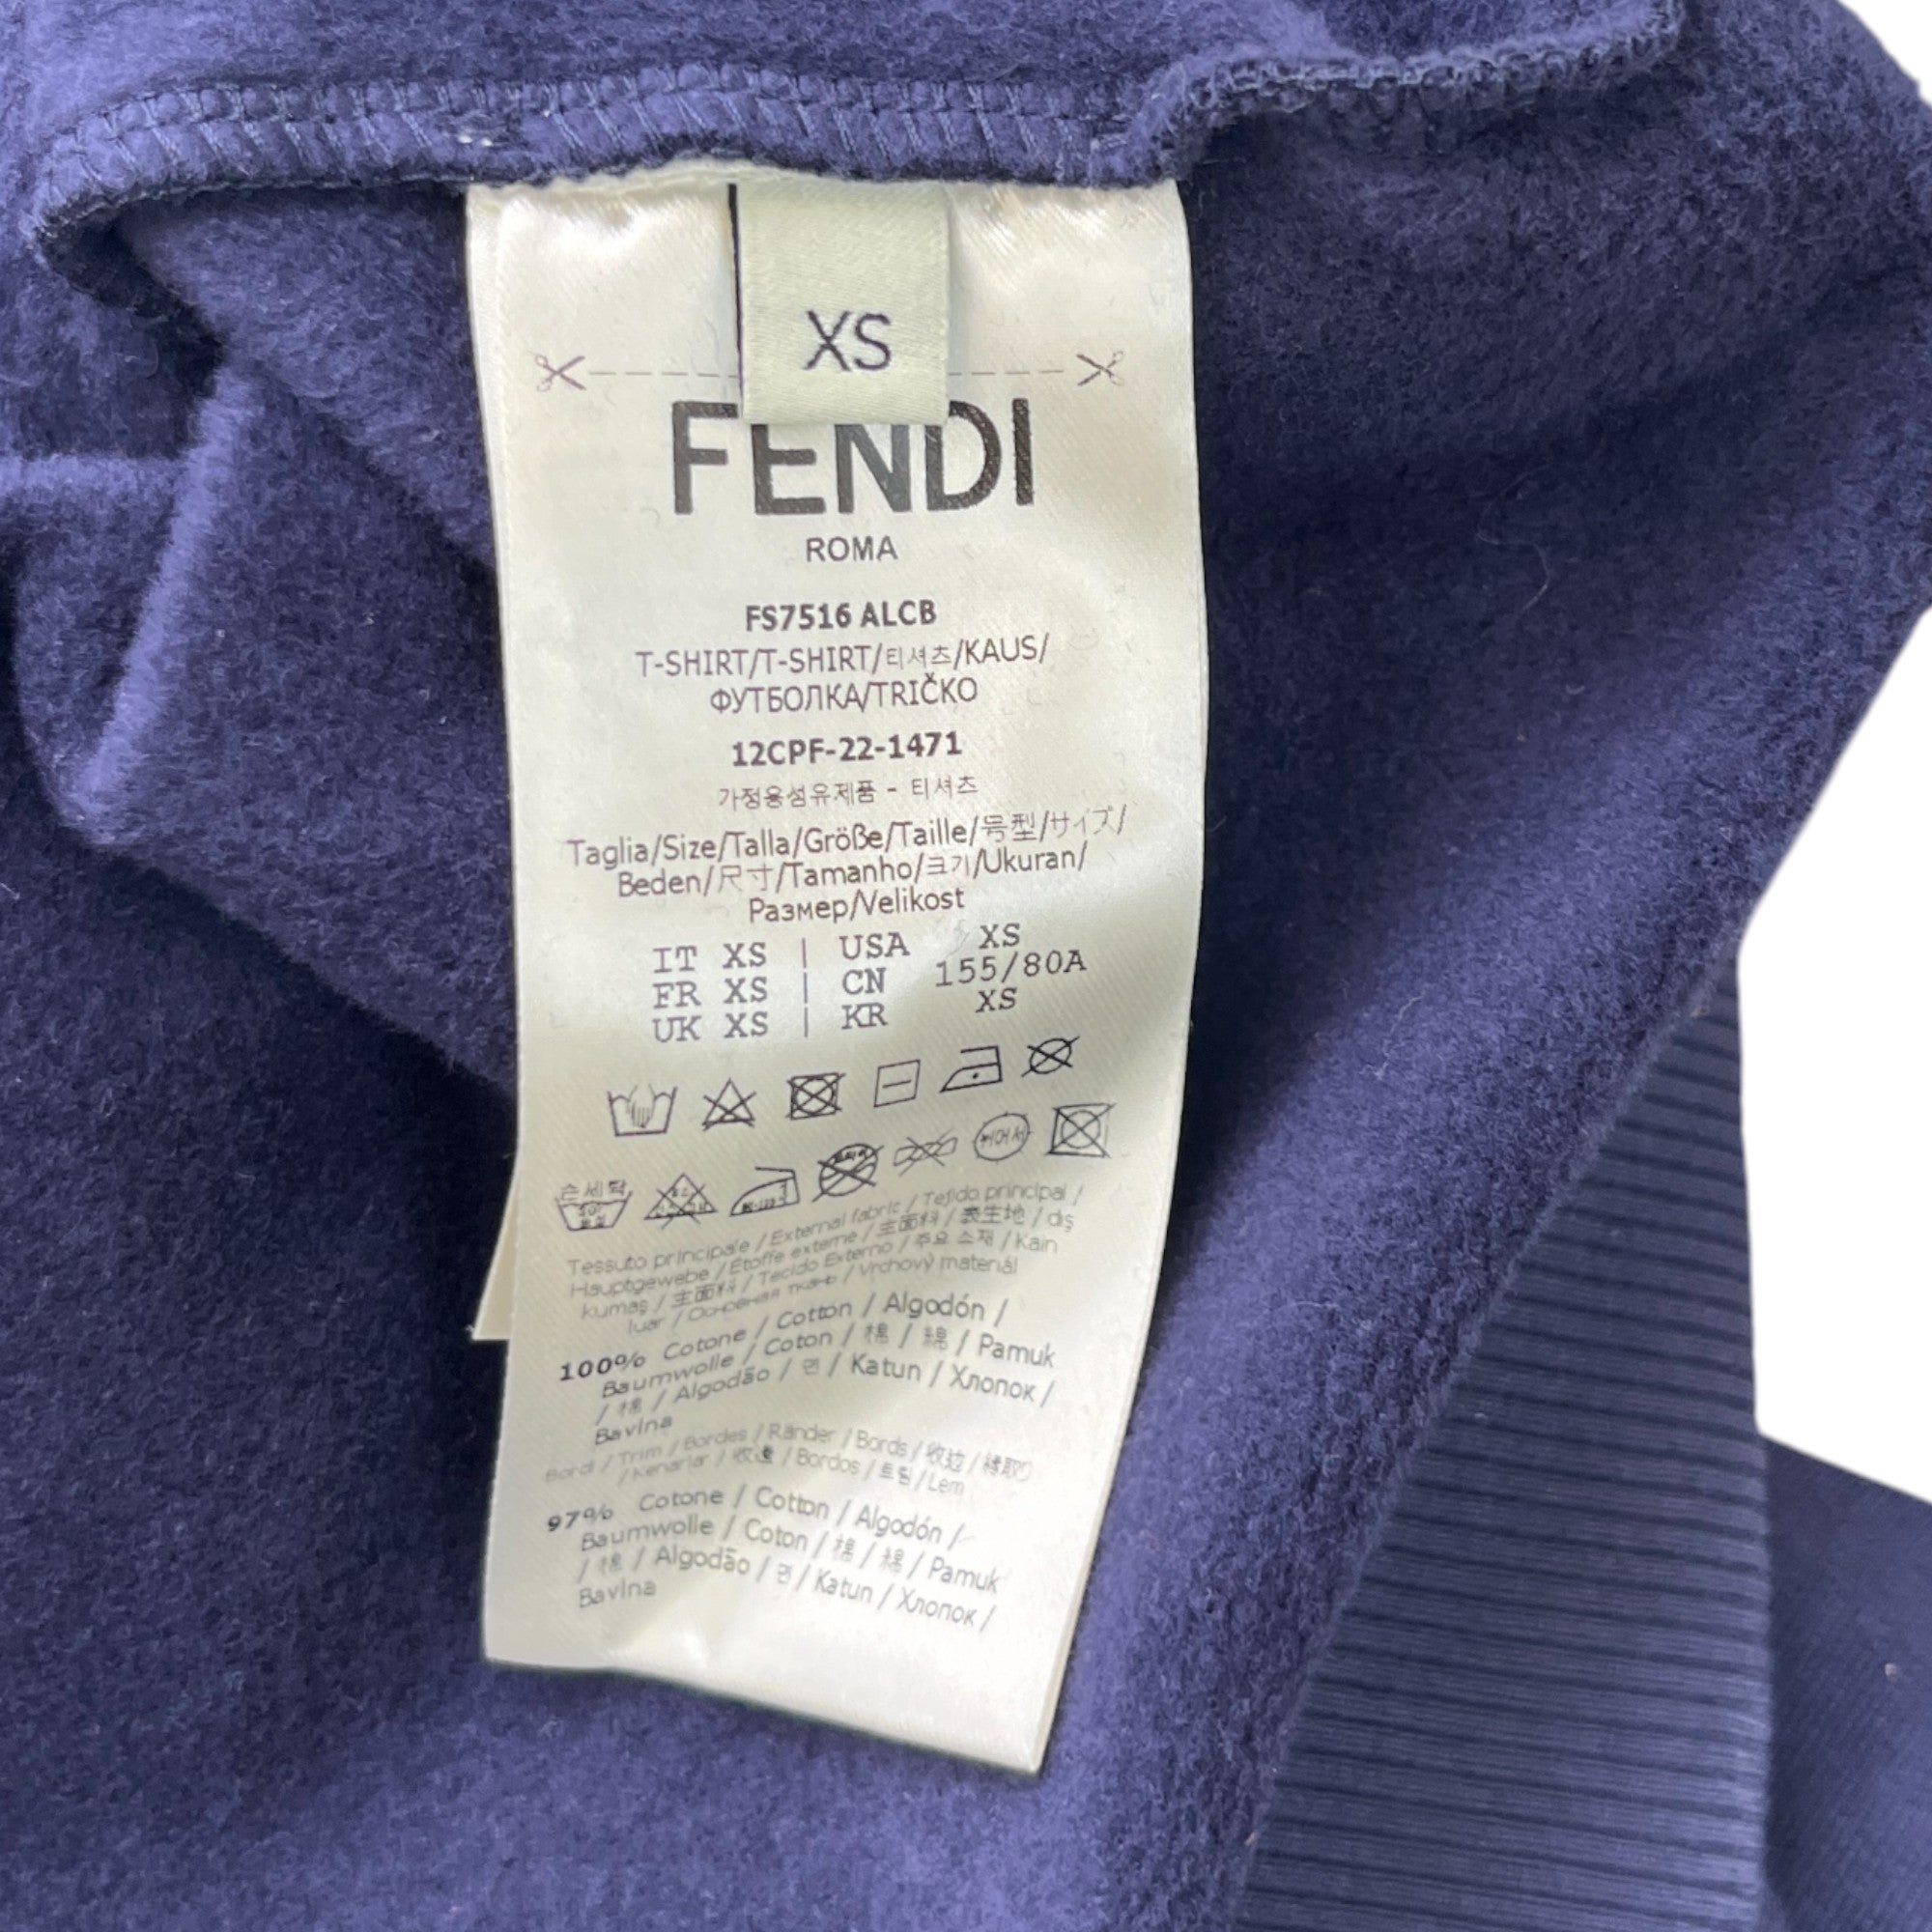 XS
FENDI
ROMA
FS7516 ALCB
T-SHIRT/T-SHIRT/티셔츠/KAUS/
ФУТБОЛКА/TRIČKO
12CPF-22-1471
가정용섬유제품 - 티셔츠
Taglia/Size/Talla/Größe/Taille/号型/サイズ/
Beden/尺寸/Tamanho/크기/Ukuran/
Размер/Velikost
IT XS | USA XS
FR XS | CN 155/80A
UK XS | KR XS
손세탁
Tessuto principale / External fabric / Tejido principal /
Hauptgewebe / Étoffe externe / 主面料 / 表生地 / diş
kumaş / 主面料 / Tecido Externo / 주요 소재 / Kain
luar / Основная ткань / Vrchový materiál
100% Cotone / Cotton / Algodón /
Baumwolle / Coton / 棉 / 綿 / Pamuk
/ 棉 / Algodão / 면 / Katun / Хлопок /
Bavlna
Bordi / Trim / Bordes / Ränder / Bords / 收边 / 縁取り
/ Kenarlar / 收邊 / Bordos / 트림 / Lem
97% Cotone / Cotton / Algodón /
Baumwolle / Coton / 棉 / 綿 / Pamuk
/ 棉 / Algodão / 면 / Katun / Хлопок /
Bavlna